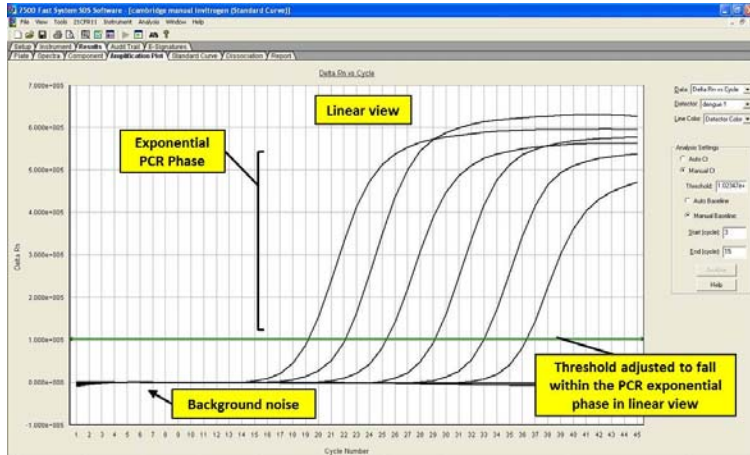 7500 Fast System SDS Software - [cambridge manual Invitrogen (Standard Curve)]
File View Tools 21CFR11 Instrument Analysis Window Help
Setup Instrument Results Audit Trail E-Signatures
Plate Spectra Component Amplification Plot Standard Curve Dissociation Report
Delta Rn vs Cycle
Linear view
Exponential
PCR Phase
Background noise
Threshold adjusted to fall
within the PCR exponential
phase in linear view
7.000e+005
6.000e+005
5.000e+005
4.000e+005
3.000e+005
2.000e+005
1.000e+005
0.000e+000
-1.000e+005
Delta Rn
1 2 3 4 5 6 7 8 9 10 11 12 13 14 15 16 17 18 19 20 21 22 23 24 25 26 27 28 29 30 31 32 33 34 35 36 37 38 39 40 41 42 43 44 45
Cycle Number
Data: Delta Rn vs Cycle
Detector: dengue 1
Line Color: Detector Color
Analysis Settings
Auto Ct
Manual Ct
Threshold: 1.02347e+
Auto Baseline
Manual Baseline
Start (cycle): 3
End (cycle): 15
Analyze
Help